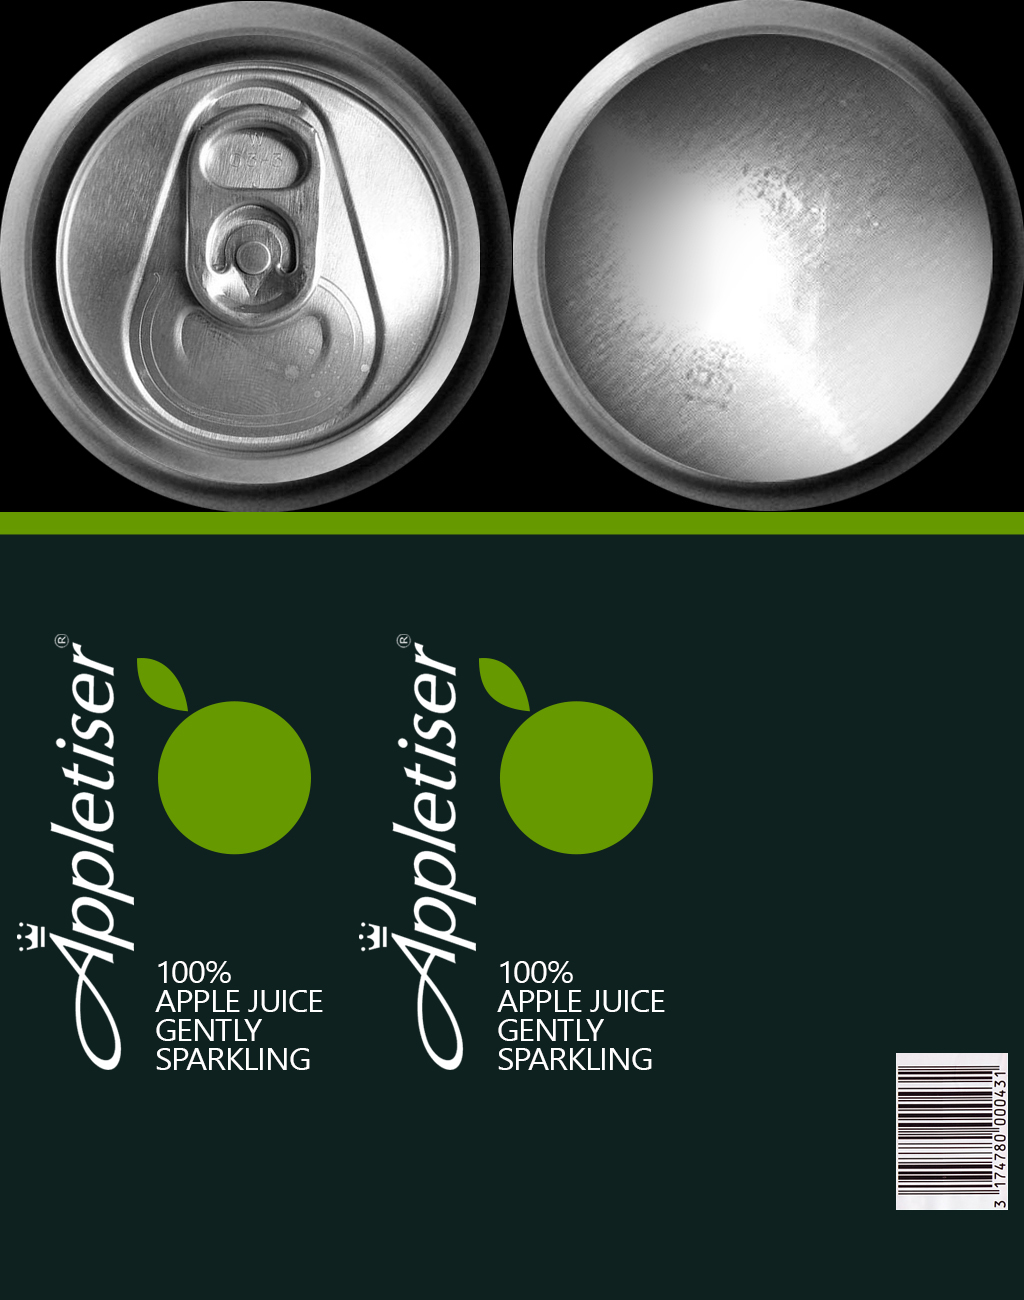 Appletiser®
100%
APPLE JUICE
GENTLY
SPARKLING
Appletiser®
100%
APPLE JUICE
GENTLY
SPARKLING
3 174780 000431